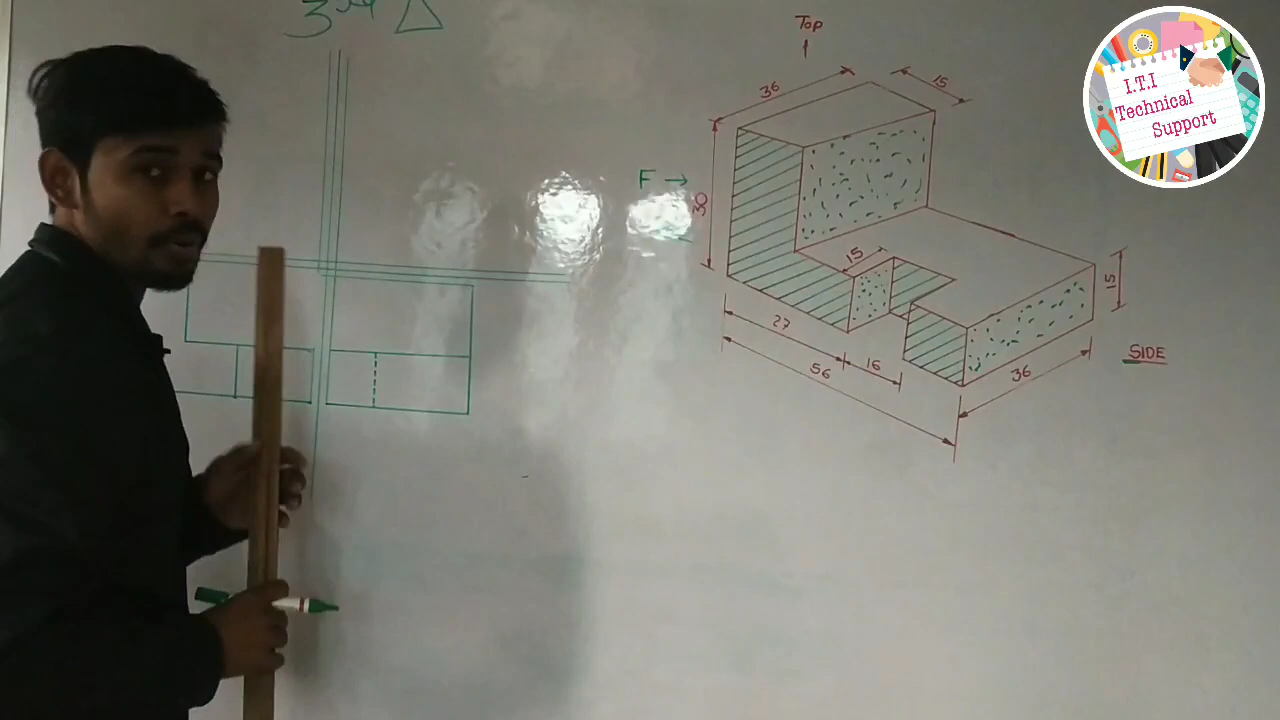 3rd
Top
36
15
F →
30
15
15
27
16
56
36
SIDE
I.T.I
Technical
Support